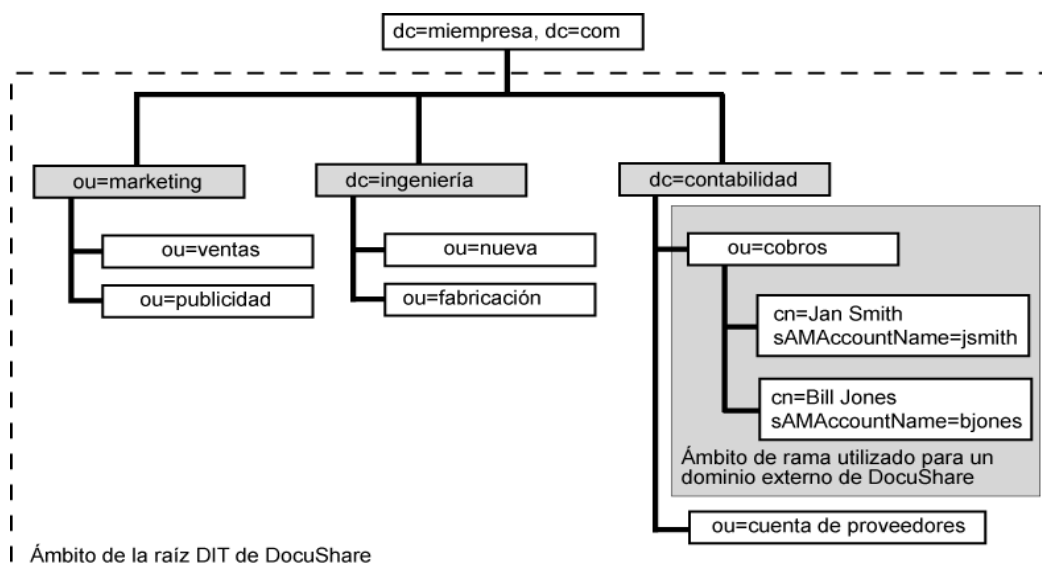 dc=miempresa, dc=com
ou=marketing
dc=ingeniería
dc=contabilidad
ou=ventas
ou=publicidad
ou=nueva
ou=fabricación
ou=cobros
cn=Jan Smith
sAMAccountName=jsmith
cn=Bill Jones
sAMAccountName=bjones
Ámbito de rama utilizado para un
dominio externo de DocuShare
ou=cuenta de proveedores
Ámbito de la raíz DIT de DocuShare